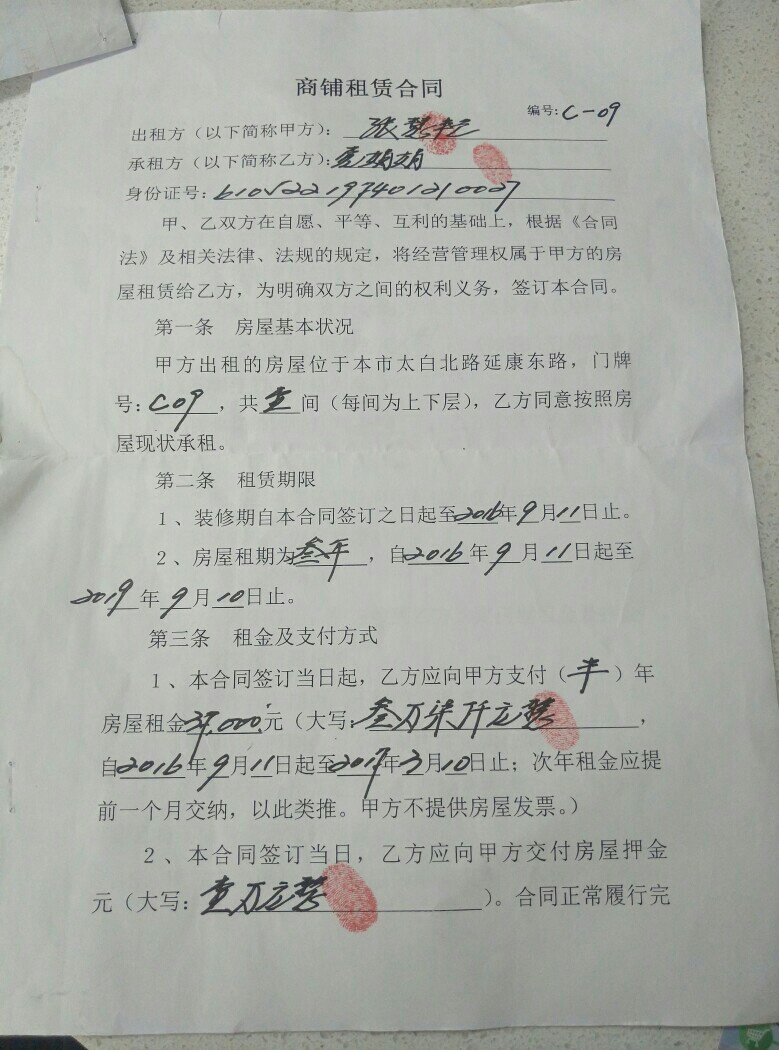 商铺租赁合同
编号:C-09
出租方（以下简称甲方）：张
承租方（以下简称乙方）：娟娟
身份证号：610522197401210027
甲、乙双方在自愿、平等、互利的基础上，根据《合同
法》及相关法律、法规的规定，将经营管理权属于甲方的房
屋租赁给乙方，为明确双方之间的权利义务，签订本合同。
第一条 房屋基本状况
甲方出租的房屋位于本市太白北路延康东路，门牌
号：C09，共壹间（每间为上下层），乙方同意按照房
屋现状承租。
第二条 租赁期限
1、装修期自本合同签订之日起至2016年9月11日止。
2、房屋租期为叁年，自2016年9月11日起至
2019年9月10日止。
第三条 租金及支付方式
1、本合同签订当日起，乙方应向甲方支付（半）年
房屋租金37,000元（大写：叁万柒仟元整，
自2016年9月11日起至2017年3月10日止；次年租金应提
前一个月交纳，以此类推。甲方不提供房屋发票。）
2、本合同签订当日，乙方应向甲方交付房屋押金
元（大写：壹万元整）。合同正常履行完